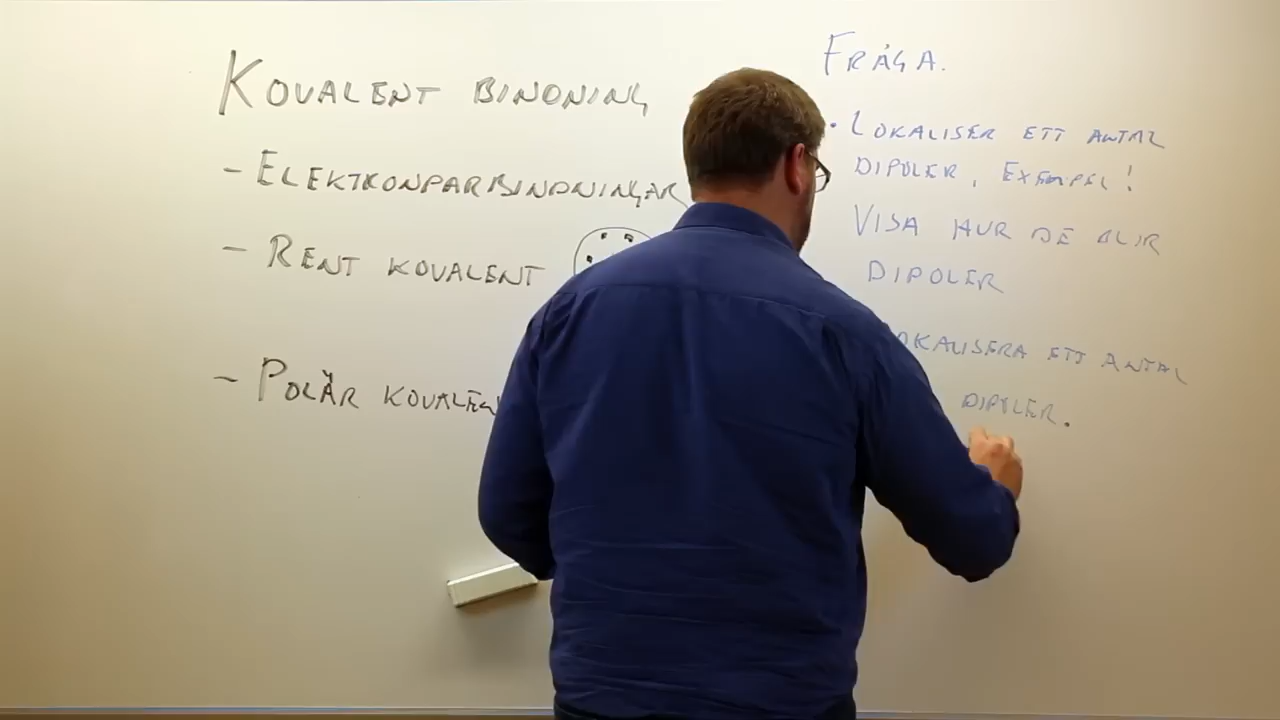 KOVALENT BINDNING
- ELEKTRONPARBINDNINGAR
- RENT KOVALENT
- POLÄR KOVALEN
FRÅGA.
• LOKALISER ETT ANTAL
DIPOLER, EXEMPEL!
VISA HUR DE BLIR
DIPOLER
OKALISERA ETT ANTAL
DIPOLER.